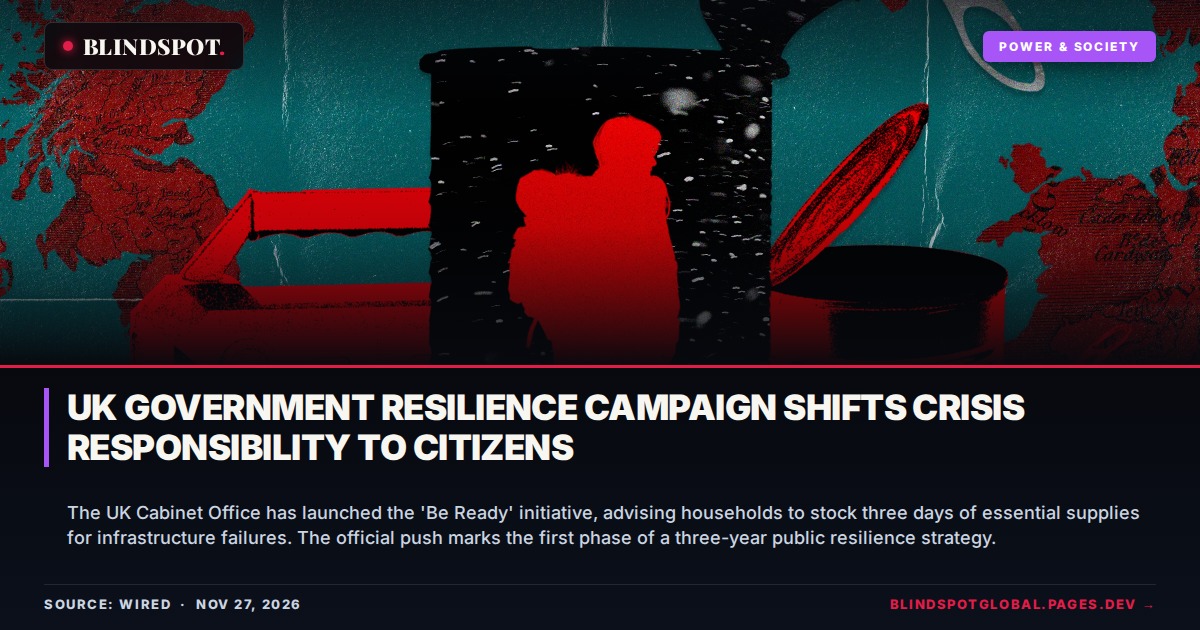 BLINDSPOT.
POWER & SOCIETY
UK GOVERNMENT RESILIENCE CAMPAIGN SHIFTS CRISIS
RESPONSIBILITY TO CITIZENS
The UK Cabinet Office has launched the 'Be Ready' initiative, advising households to stock three days of essential supplies
for infrastructure failures. The official push marks the first phase of a three-year public resilience strategy.
SOURCE: WIRED · NOV 27, 2026
BLINDSPOTGLOBAL.PAGES.DEV →